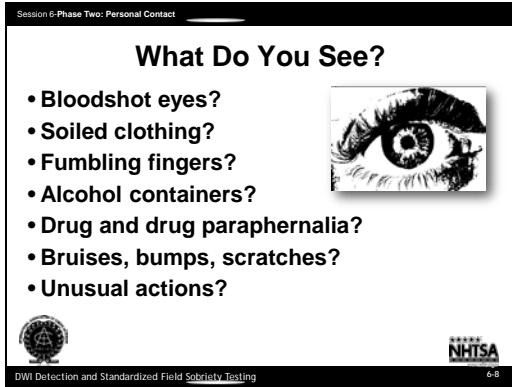 Session 6-Phase Two: Personal Contact
What Do You See?
• Bloodshot eyes?
• Soiled clothing?
• Fumbling fingers?
• Alcohol containers?
• Drug and drug paraphernalia?
• Bruises, bumps, scratches?
• Unusual actions?
NHTSA
DWI Detection and Standardized Field Sobriety Testing
6-8